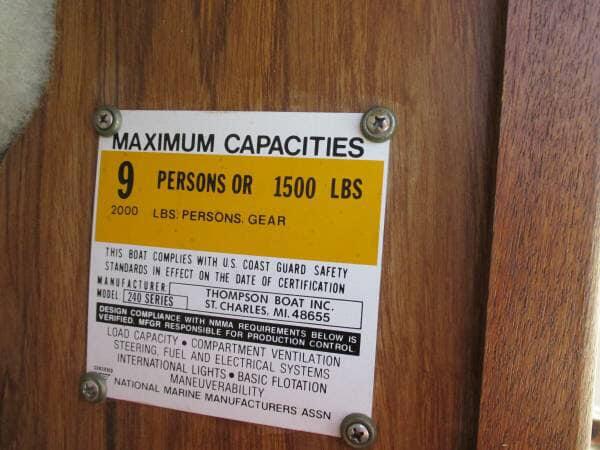 MAXIMUM CAPACITIES
9 PERSONS OR 1500 LBS
2000 LBS. PERSONS. GEAR
THIS BOAT COMPLIES WITH U.S. COAST GUARD SAFETY
STANDARDS IN EFFECT ON THE DATE OF CERTIFICATION
MANUFACTURER: THOMPSON BOAT INC.
MODEL: 240 SERIES ST. CHARLES, MI. 48655
DESIGN COMPLIANCE WITH NMMA REQUIREMENTS BELOW IS
VERIFIED. MFGR RESPONSIBLE FOR PRODUCTION CONTROL
LOAD CAPACITY • COMPARTMENT VENTILATION
STEERING, FUEL AND ELECTRICAL SYSTEMS
INTERNATIONAL LIGHTS • BASIC FLOTATION
MANEUVERABILITY
NATIONAL MARINE MANUFACTURERS ASSN